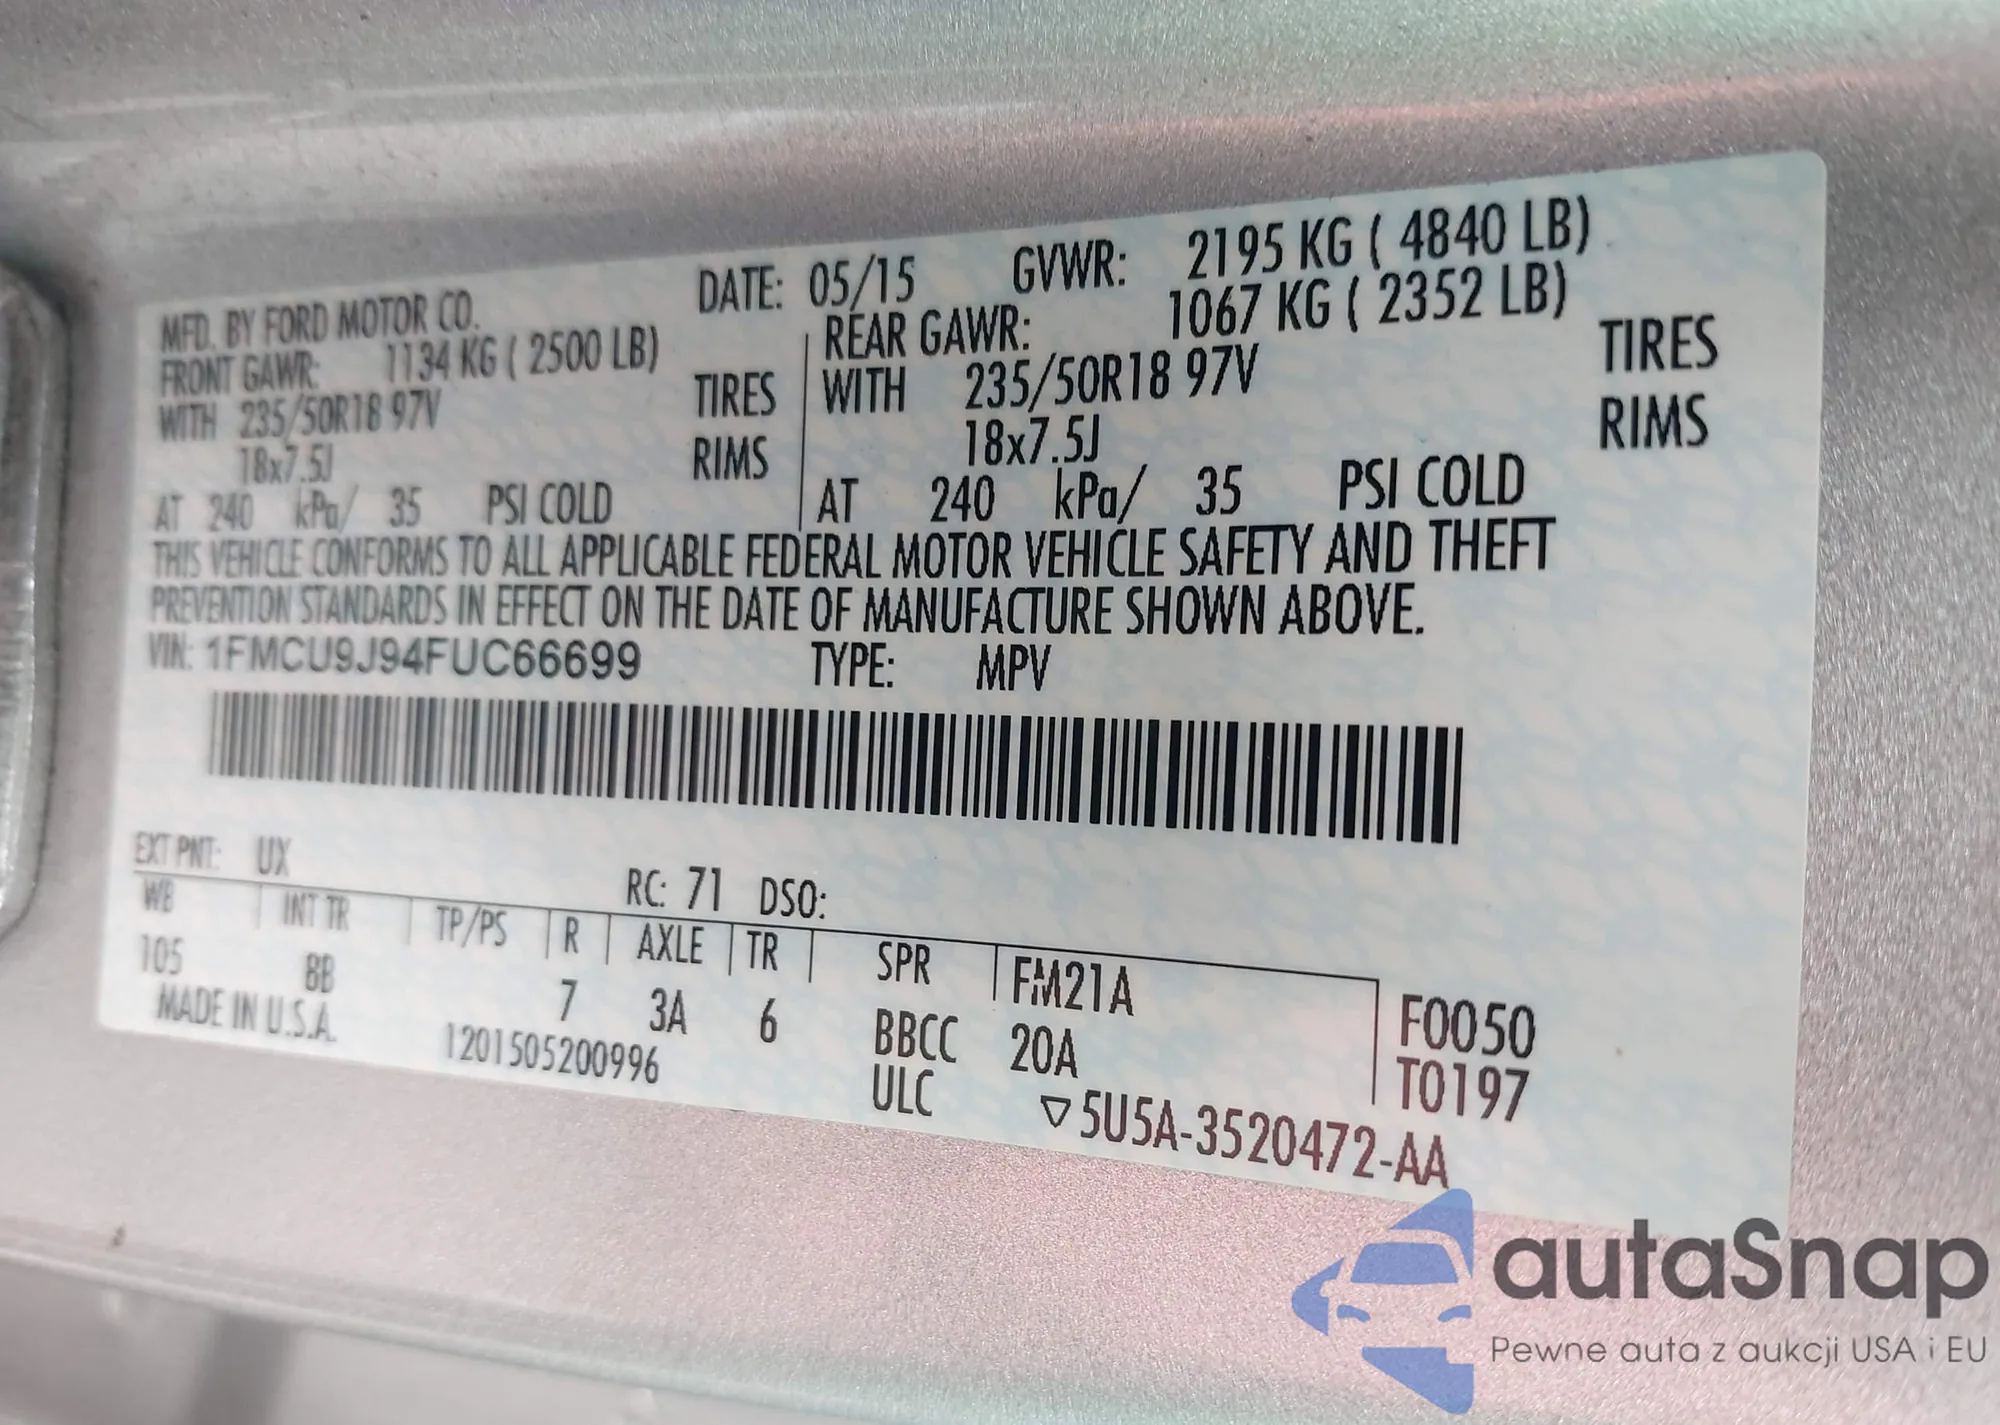 MFD. BY FORD MOTOR CO. DATE: 05/15 GVWR: 2195 KG ( 4840 LB)
FRONT GAWR: 1134 KG ( 2500 LB) REAR GAWR: 1067 KG ( 2352 LB)
WITH 235/50R18 97V TIRES WITH 235/50R18 97V TIRES
18x7.5J RIMS 18x7.5J RIMS
AT 240 kPa/ 35 PSI COLD AT 240 kPa/ 35 PSI COLD
THIS VEHICLE CONFORMS TO ALL APPLICABLE FEDERAL MOTOR VEHICLE SAFETY AND THEFT
PREVENTION STANDARDS IN EFFECT ON THE DATE OF MANUFACTURE SHOWN ABOVE.
VIN: 1FMCU9J94FUC66699 TYPE: MPV
EXT PNT: UX RC: 71 DSO:
WB INT TR TP/PS R AXLE TR SPR FM21A F0050
105 8B 7 3A 6 BBCC 20A T0197
MADE IN U.S.A. 1201505200996 ULC ▽5U5A-3520472-AA
autaSnap
Pewne auta z aukcji USA i EU